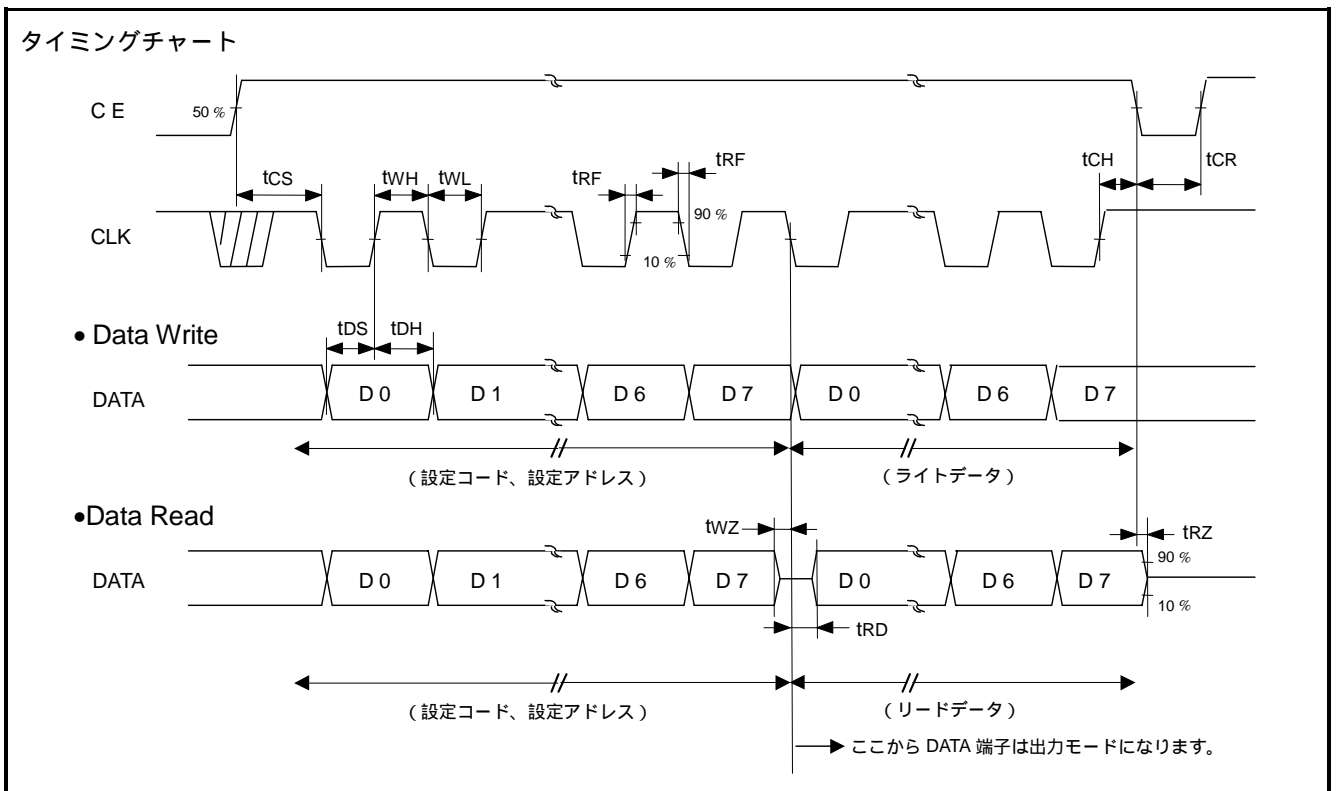 タイミングチャート
C E
50 %
tCS
tWH
tWL
tRF
tRF
tCH
tCR
CLK
90 %
10 %
• Data Write
tDS
tDH
DATA
D 0
D 1
D 6
D 7
D 0
D 6
D 7
(設定コード、設定アドレス)
(ライトデータ)
•Data Read
tWZ
tRZ
90 %
DATA
D 0
D 1
D 6
D 7
D 0
D 6
D 7
10 %
tRD
(設定コード、設定アドレス)
(リードデータ)
ここから DATA 端子は出力モードになります。